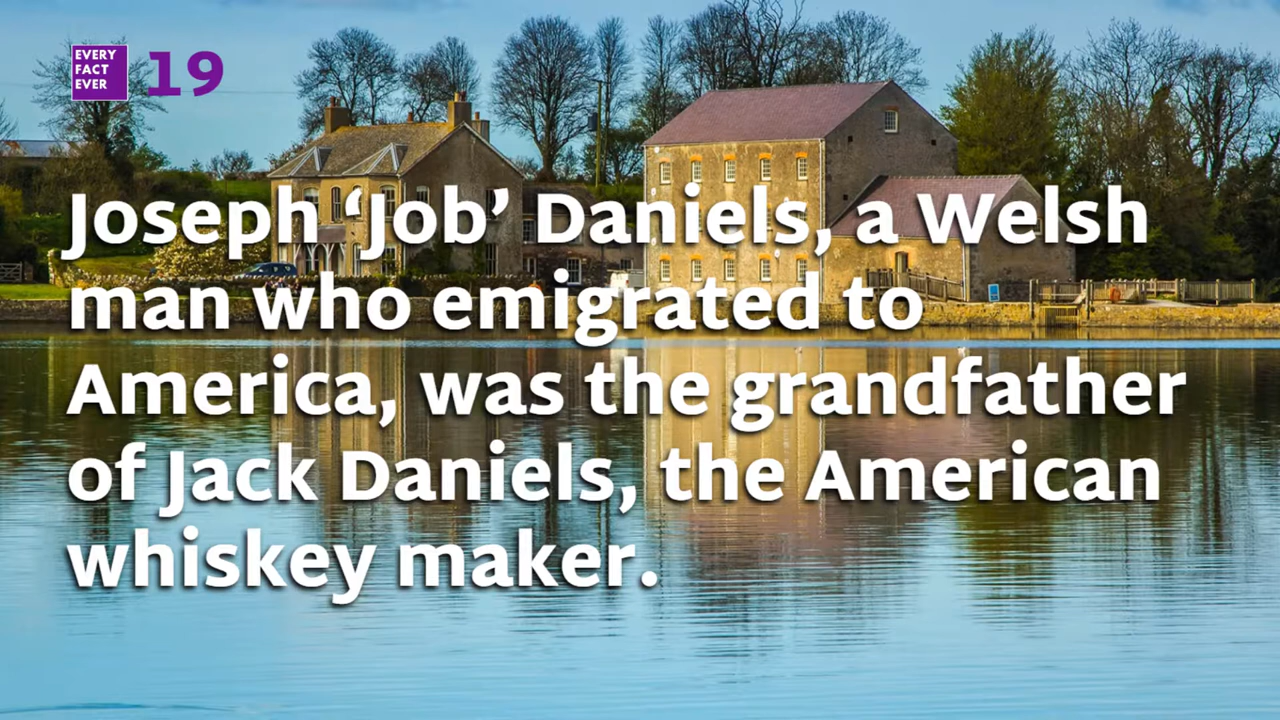 EVERY
FACT
EVER
19
Joseph ‘Job’ Daniels, a Welsh
man who emigrated to
America, was the grandfather
of Jack Daniels, the American
whiskey maker.